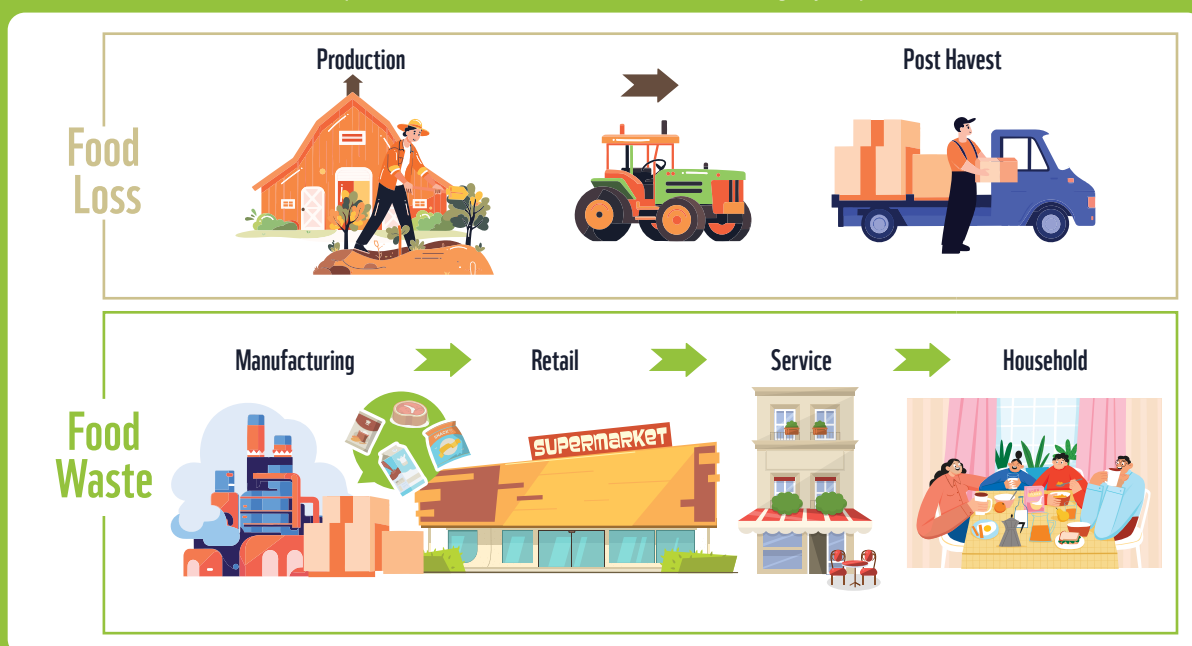 Production
Post Havest
Food
Loss
Manufacturing
Retail
Service
Household
Food
Waste
SUPERMARKET